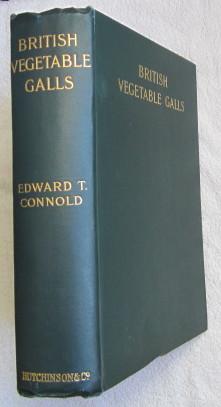 BRITISH
VEGETABLE
GALLS
EDWARD T.
CONNOLD
HUTCHINSON & Co.
BRITISH
VEGETABLE GALLS